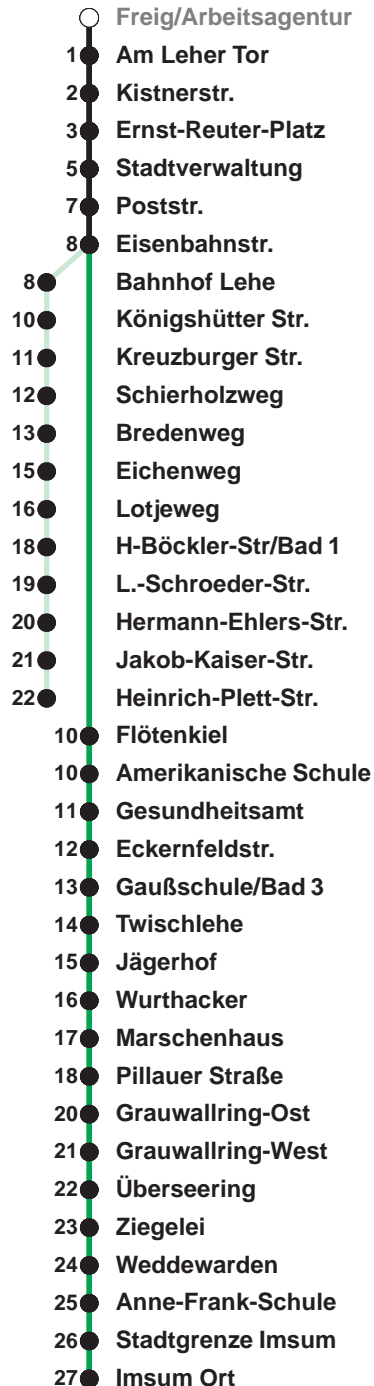 Freig/Arbeitsagentur
1 Am Leher Tor
2 Kistnerstr.
3 Ernst-Reuter-Platz
5 Stadtverwaltung
7 Poststr.
8 Eisenbahnstr.
8 Bahnhof Lehe
10 Königshütter Str.
11 Kreuzburger Str.
12 Schierholzweg
13 Bredenweg
15 Eichenweg
16 Lotjeweg
18 H-Böckler-Str/Bad 1
19 L.-Schroeder-Str.
20 Hermann-Ehlers-Str.
21 Jakob-Kaiser-Str.
22 Heinrich-Plett-Str.
10 Flötenkiel
10 Amerikanische Schule
11 Gesundheitsamt
12 Eckernfeldstr.
13 Gaußschule/Bad 3
14 Twischlehe
15 Jägerhof
16 Wurthacker
17 Marschenhaus
18 Pillauer Straße
20 Grauwallring-Ost
21 Grauwallring-West
22 Überseering
23 Ziegelei
24 Weddewarden
25 Anne-Frank-Schule
26 Stadtgrenze Imsum
27 Imsum Ort